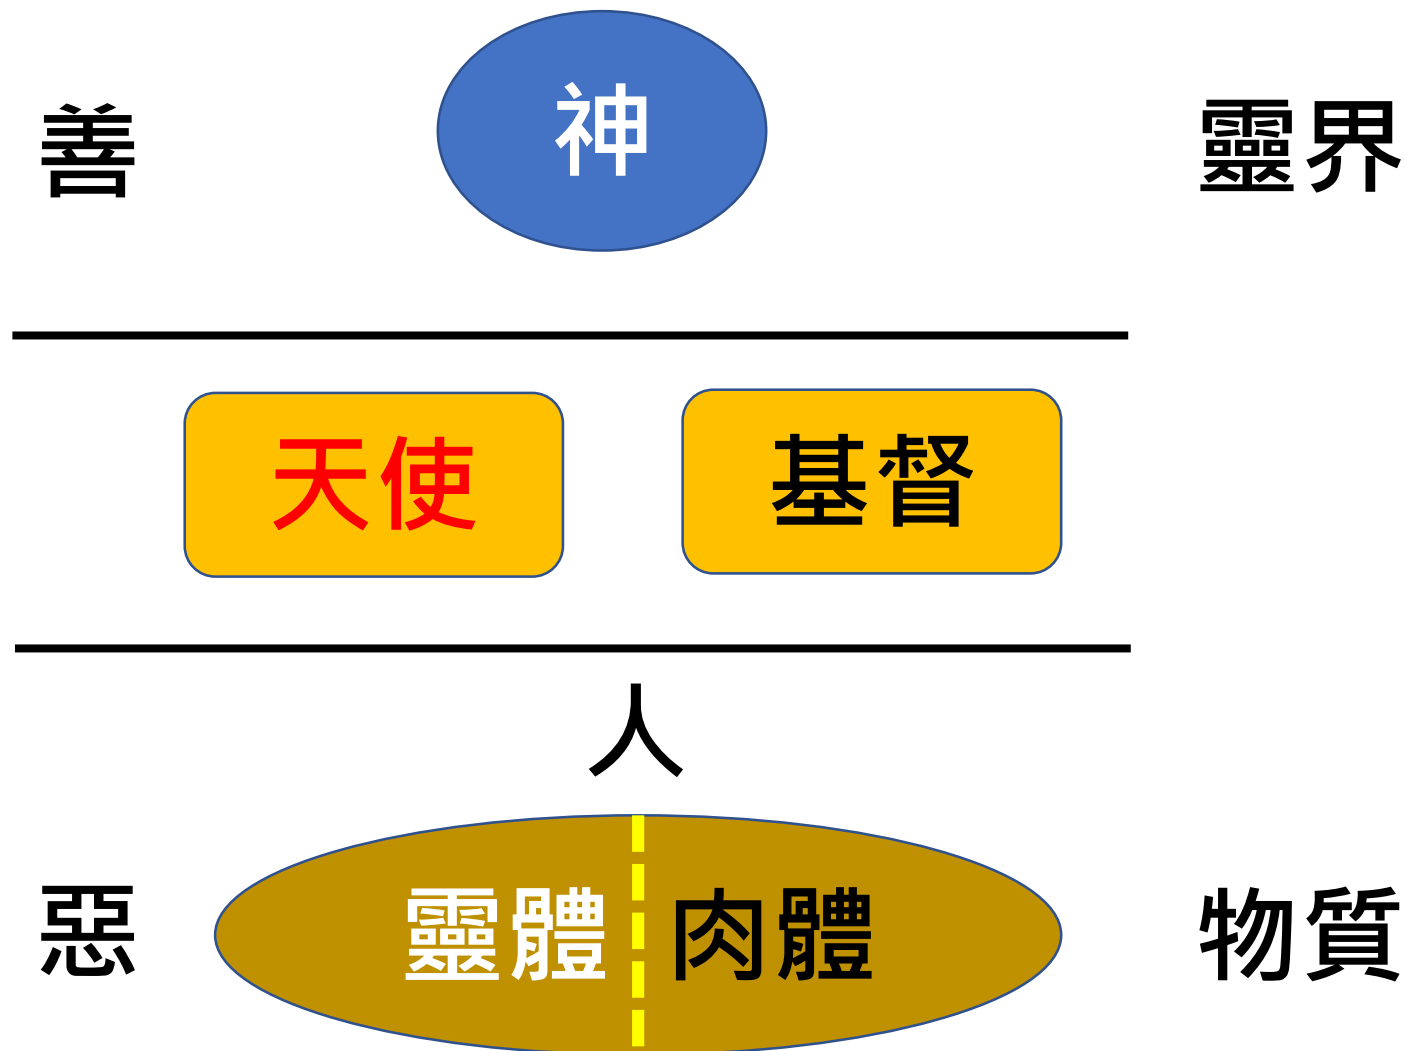 善
神
靈界
天使
基督
人
惡
靈體
肉體
物質